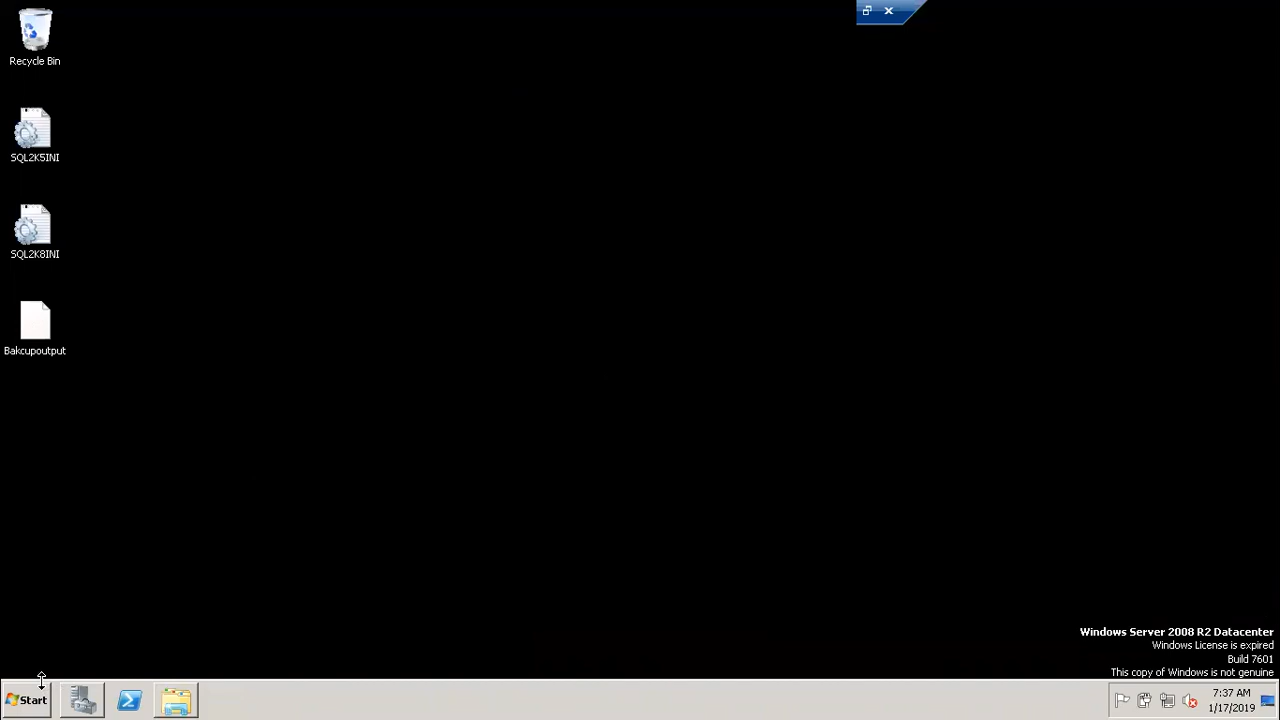 Recycle Bin
SQL2K5INI
SQL2K8INI
Bakcupoutput
Windows Server 2008 R2 Datacenter
Windows License is expired
Build 7601
This copy of Windows is not genuine
Start
7:37 AM
1/17/2019